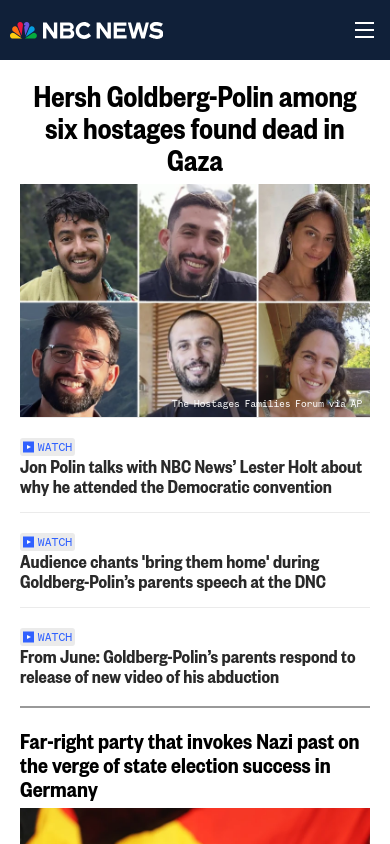 NBC NEWS
Hersh Goldberg-Polin among
six hostages found dead in
Gaza
The Hostages Families Forum via AP
WATCH
Jon Polin talks with NBC News’ Lester Holt about
why he attended the Democratic convention
WATCH
Audience chants 'bring them home' during
Goldberg-Polin’s parents speech at the DNC
WATCH
From June: Goldberg-Polin’s parents respond to
release of new video of his abduction
Far-right party that invokes Nazi past on
the verge of state election success in
Germany